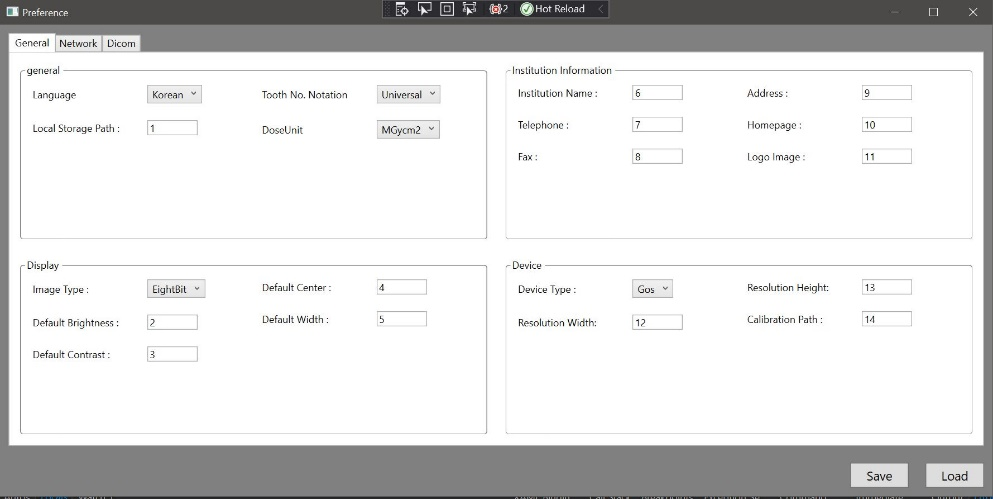 Preference
2
Hot Reload
General Network Dicom
general
Language Korean Tooth No. Notation Universal
Local Storage Path : 1 DoseUnit MGycm2
Institution Information
Institution Name : 6 Address : 9
Telephone : 7 Homepage : 10
Fax : 8 Logo Image : 11
Display
Image Type : EightBit Default Center : 4
Default Brightness : 2 Default Width : 5
Default Contrast : 3
Device
Device Type : Gos Resolution Height: 13
Resolution Width: 12 Calibration Path : 14
Save Load